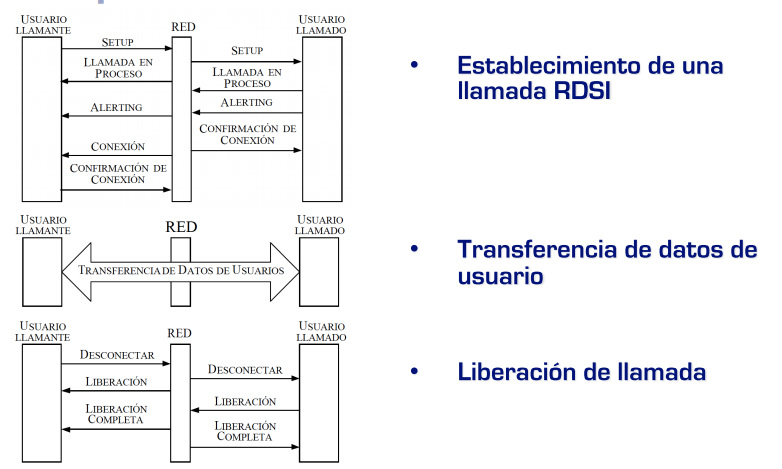 USUARIO
LLAMANTE
RED
USUARIO
LLAMADO
SETUP
SETUP
LLAMADA EN
PROCESO
LLAMADA EN
PROCESO
ALERTING
ALERTING
CONEXIÓN
CONFIRMACIÓN DE
CONEXIÓN
CONFIRMACIÓN DE
CONEXIÓN
• Establecimiento de una
llamada RDSI
USUARIO
LLAMANTE
RED
USUARIO
LLAMADO
TRANSFERENCIA DE DATOS DE USUARIOS
• Transferencia de datos de
usuario
USUARIO
LLAMANTE
RED
USUARIO
LLAMADO
DESCONECTAR
DESCONECTAR
LIBERACIÓN
LIBERACIÓN
LIBERACIÓN
COMPLETA
LIBERACIÓN
COMPLETA
• Liberación de llamada